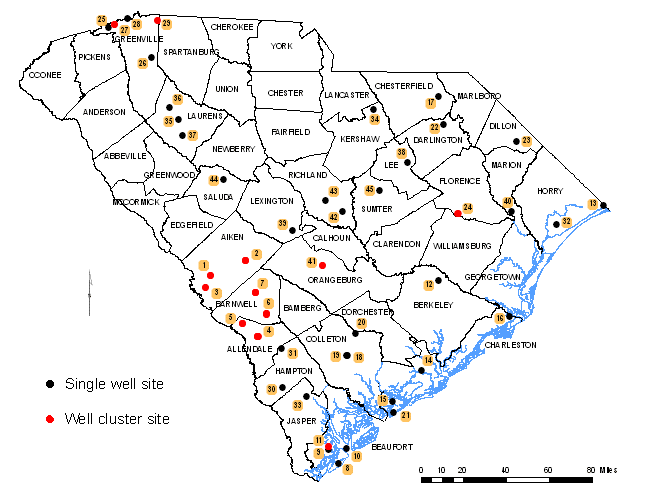 25
28
29
27
CHEROKEE
GREENVILLE
SPARTANBURG
YORK
PICKENS
26
OCONEE
UNION
CHESTER
LANCASTER
CHESTERFIELD
17
MARLBORO
36
34
ANDERSON
35
LAURENS
37
FAIRFIELD
KERSHAW
22
DARLINGTON
DILLON
23
NEWBERRY
38
LEE
ABBEVILLE
MARION
GREENWOOD
44
RICHLAND
45
FLORENCE
HORRY
SALUDA
43
MCCORMICK
LEXINGTON
42
SUMTER
24
40
13
EDGEFIELD
39
32
AIKEN
CALHOUN
CLARENDON
WILLIAMSBURG
2
41
1
ORANGEBURG
GEORGETOWN
3
7
12
BARNWELL
6
BAMBERG
BERKELEY
DORCHESTER
5
4
20
16
COLLETON
CHARLESTON
ALLENDALE
31
19
18
14
HAMPTON
30
Single well site
33
15
21
Well cluster site
JASPER
11
BEAUFORT
9
10
8
0 10 20 40 60 80 Miles